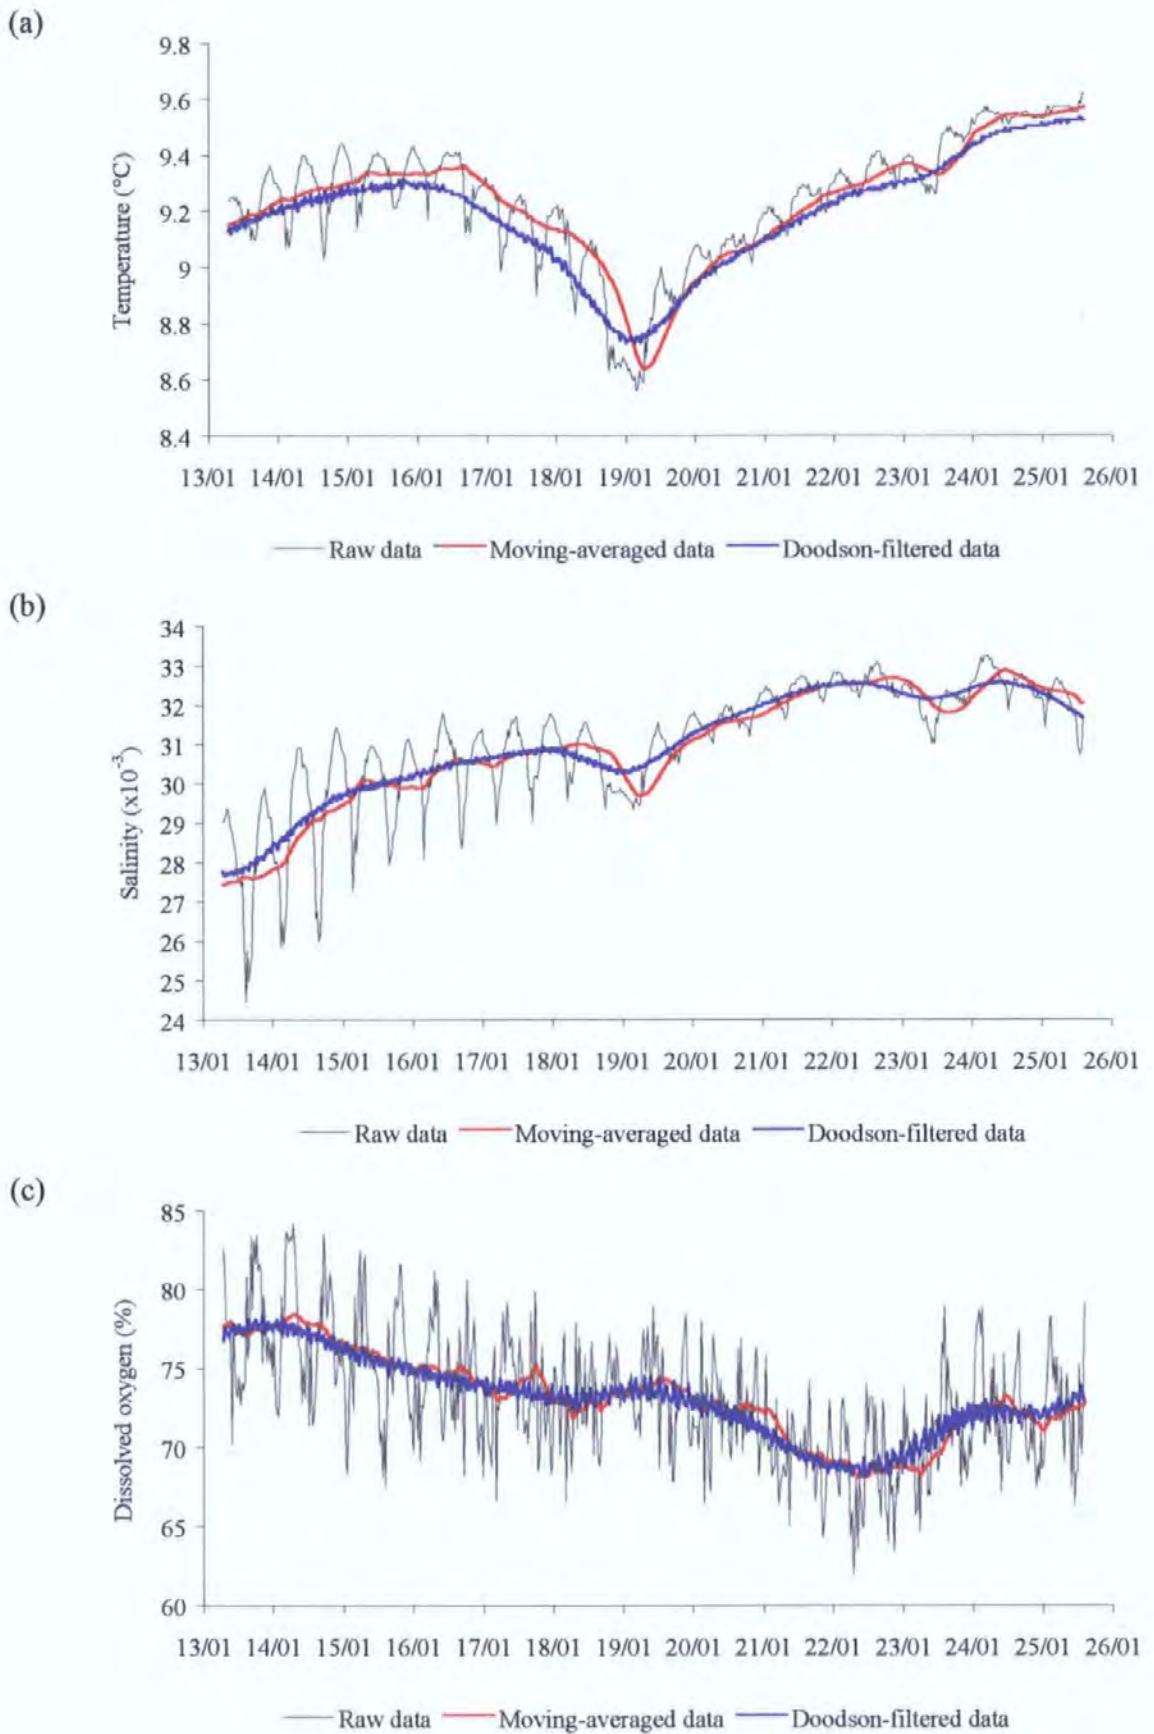 (a)
9.8
9.6
9.4
9.2
9
8.8
8.6
8.4
Temperature (°C)
13/01 14/01 15/01 16/01 17/01 18/01 19/01 20/01 21/01 22/01 23/01 24/01 25/01 26/01
Raw data Moving-averaged data Doodson-filtered data
(b)
34
33
32
31
30
29
28
27
26
25
24
Salinity (x10⁻³)
13/01 14/01 15/01 16/01 17/01 18/01 19/01 20/01 21/01 22/01 23/01 24/01 25/01 26/01
Raw data Moving-averaged data Doodson-filtered data
(c)
85
80
75
70
65
60
Dissolved oxygen (%)
13/01 14/01 15/01 16/01 17/01 18/01 19/01 20/01 21/01 22/01 23/01 24/01 25/01 26/01
Raw data Moving-averaged data Doodson-filtered data